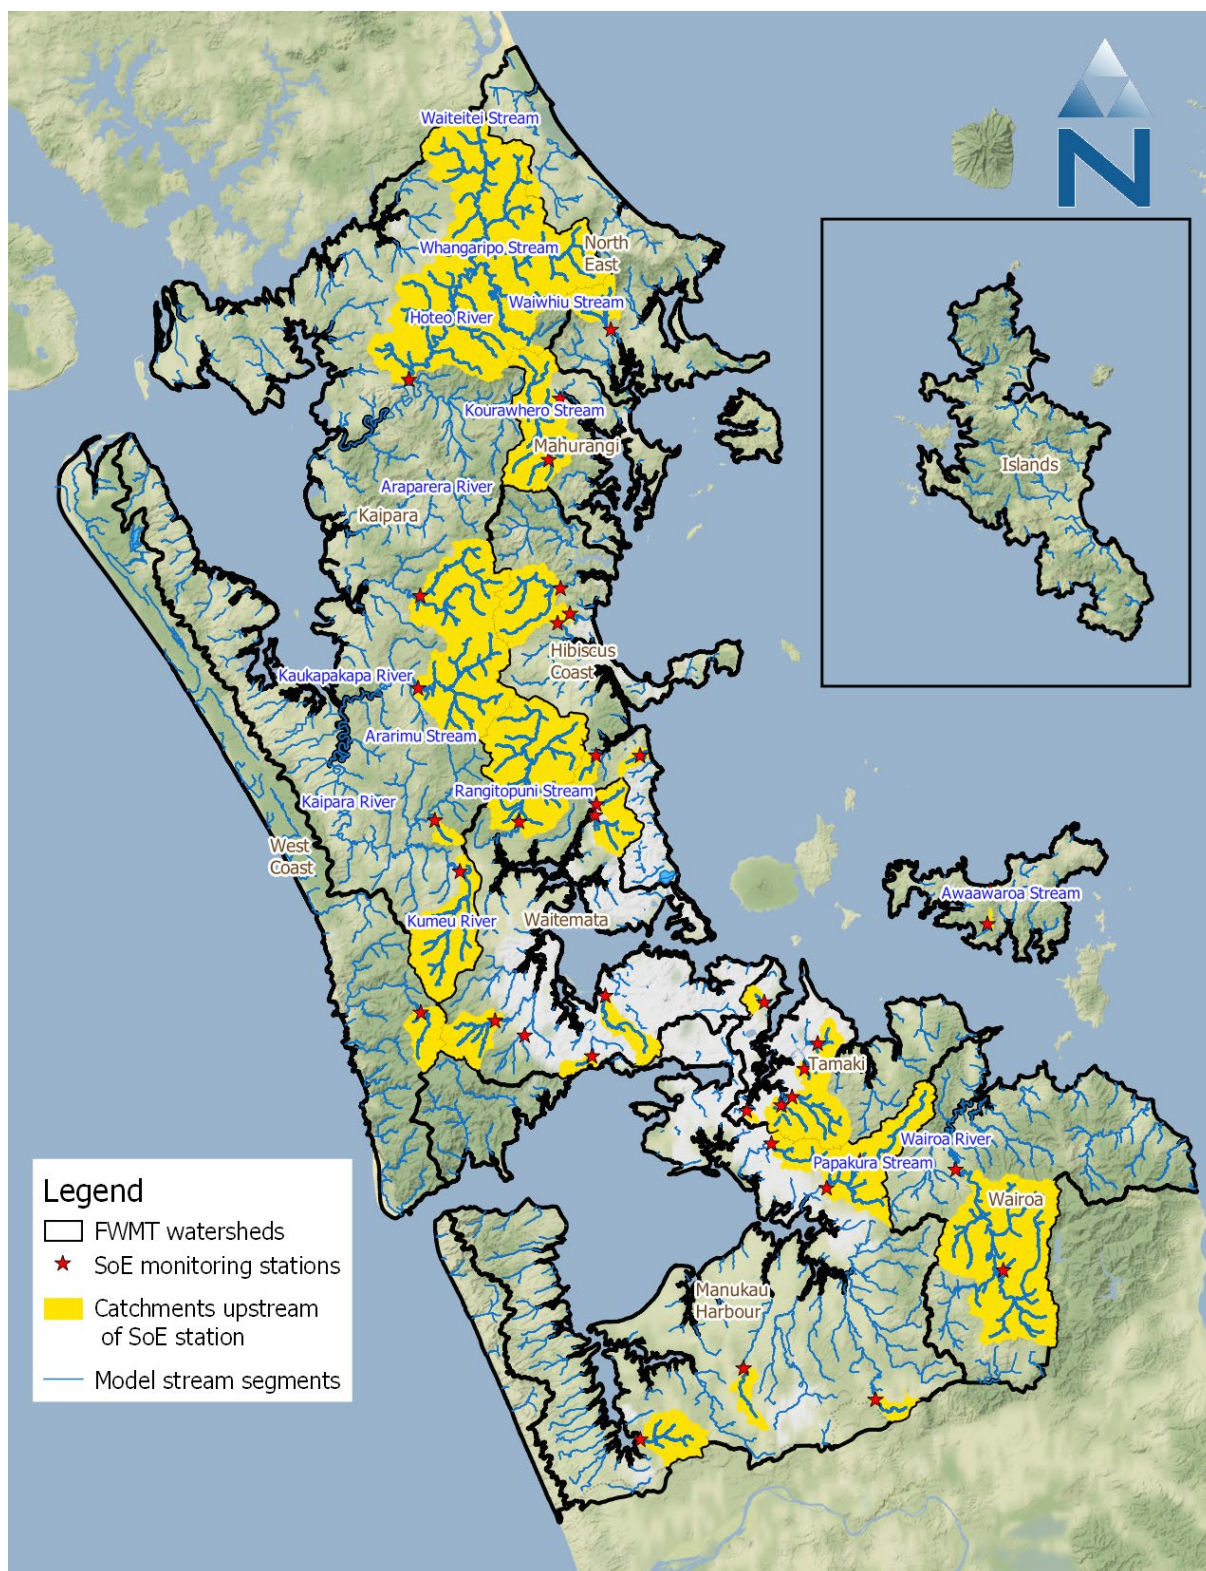 Waiteitei Stream
N
North
East
Whangaripo Stream
Waiwhiu Stream
Hoteo River
Kourawhero Stream
Mahurangi
Islands
Araparera River
Kaipara
Hibiscus
Coast
Kaukapakapa River
Ararimu Stream
Rangitopuni Stream
Kaipara River
West
Coast
Awaawaroa Stream
Kumeu River
Waitemata
Tamaki
Wairoa River
Papakura Stream
Wairoa
Manukau
Harbour
Legend
FWMT watersheds
SoE monitoring stations
Catchments upstream
of SoE station
Model stream segments